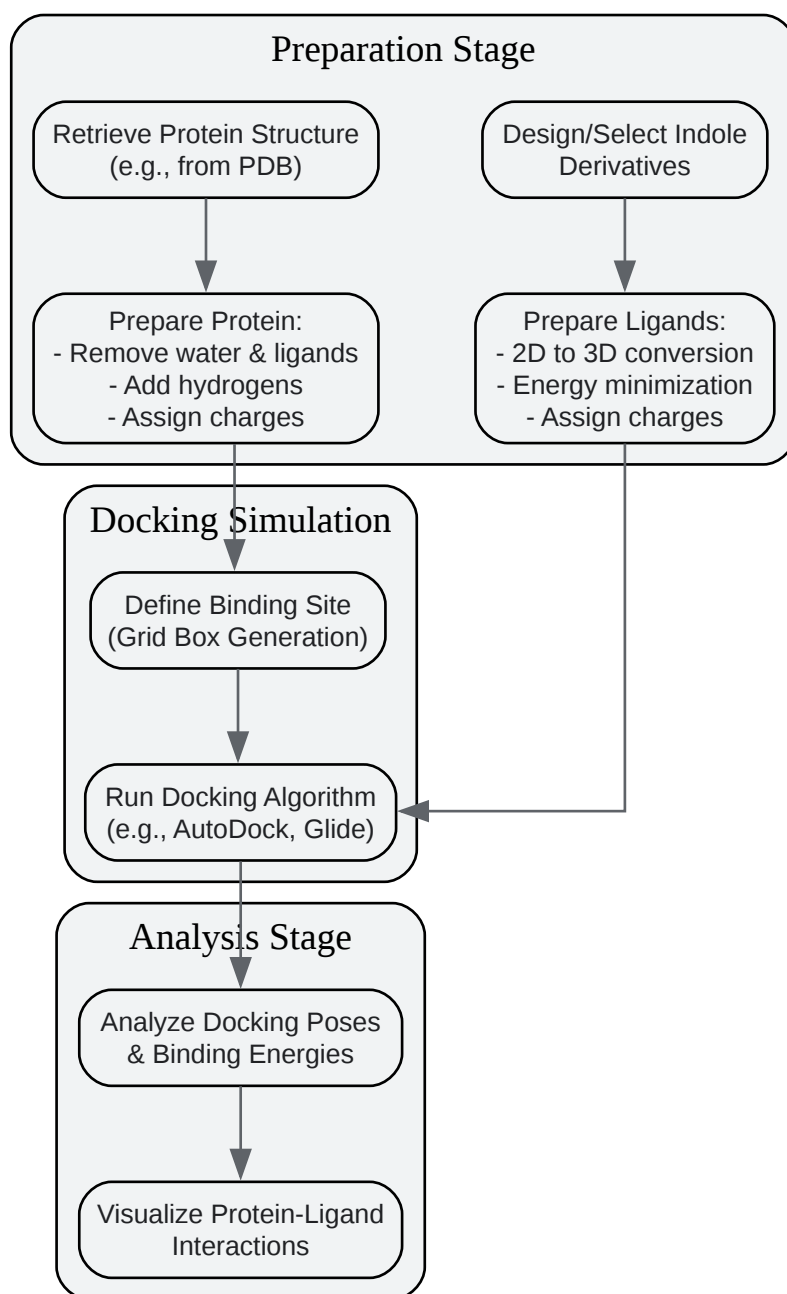 Preparation Stage
Retrieve Protein Structure
(e.g., from PDB)
Design/Select Indole
Derivatives
Prepare Protein:
- Remove water & ligands
- Add hydrogens
- Assign charges
Prepare Ligands:
- 2D to 3D conversion
- Energy minimization
- Assign charges
Docking Simulation
Define Binding Site
(Grid Box Generation)
Run Docking Algorithm
(e.g., AutoDock, Glide)
Analysis Stage
Analyze Docking Poses
& Binding Energies
Visualize Protein-Ligand
Interactions